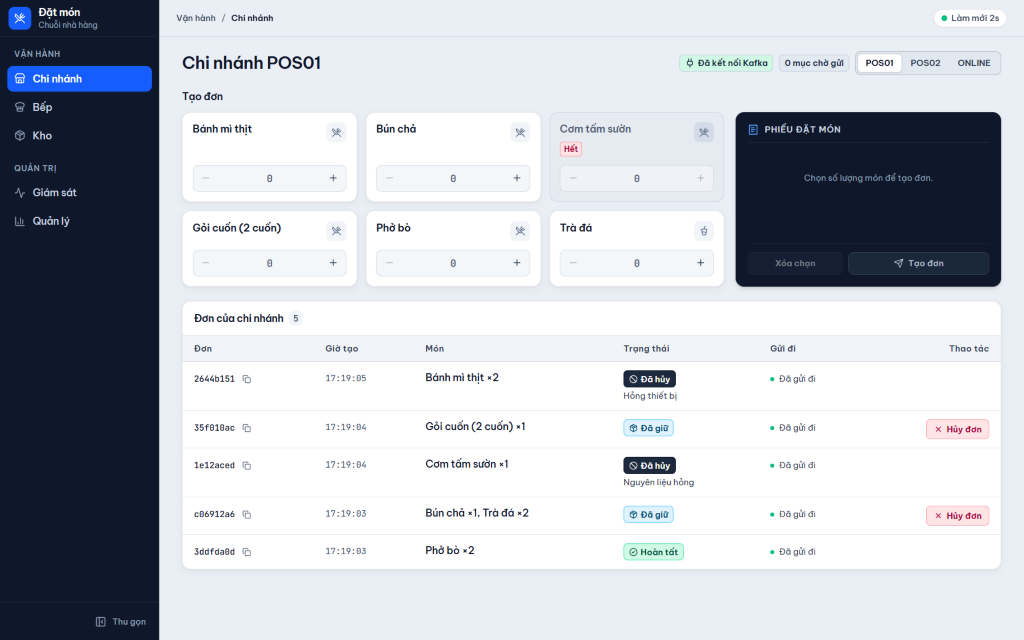 Đặt món
Chuỗi nhà hàng
VẬN HÀNH
Chi nhánh
Bếp
Kho
QUẢN TRỊ
Giám sát
Quản lý
Thu gọn
Vận hành / Chi nhánh
Làm mới 2s
Chi nhánh POS01
Đã kết nối Kafka
0 mục chờ gửi
POS01 POS02 ONLINE
Tạo đơn
Bánh mì thịt
− 0 +
Bún chả
− 0 +
Cơm tấm sườn
Hết
− 0 +
Gỏi cuốn (2 cuốn)
− 0 +
Phở bò
− 0 +
Trà đá
− 0 +
PHIẾU ĐẶT MÓN
Chọn số lượng món để tạo đơn.
Xóa chọn
Tạo đơn
Đơn của chi nhánh 5
Đơn Giờ tạo Món Trạng thái Gửi đi Thao tác
2644b151 17:19:05 Bánh mì thịt ×2 Đã hủy Đã gửi đi
Hỏng thiết bị
35f010ac 17:19:04 Gỏi cuốn (2 cuốn) ×1 Đã giữ Đã gửi đi Hủy đơn
1e12aced 17:19:04 Cơm tấm sườn ×1 Đã hủy Đã gửi đi
Nguyên liệu hỏng
c06912a6 17:19:03 Bún chả ×1, Trà đá ×2 Đã giữ Đã gửi đi Hủy đơn
3ddfda0d 17:19:03 Phở bò ×2 Hoàn tất Đã gửi đi